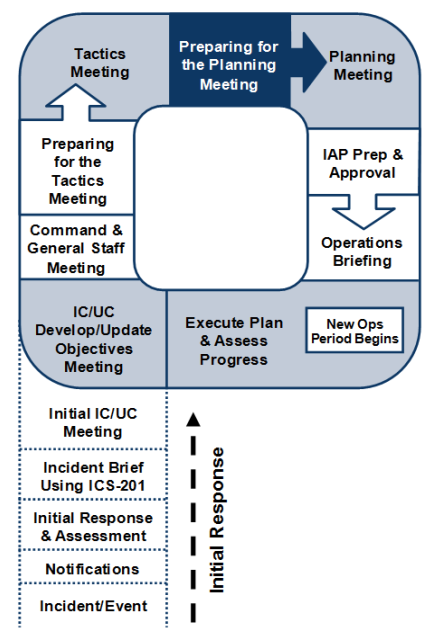 Tactics
Meeting
Preparing for
the Planning
Meeting
Planning
Meeting
Preparing
for the
Tactics
Meeting
IAP Prep &
Approval
Command &
General Staff
Meeting
Operations
Briefing
IC/UC
Develop/Update
Objectives
Meeting
Execute Plan
& Assess
Progress
New Ops
Period Begins
Initial IC/UC
Meeting
Incident Brief
Using ICS-201
Initial Response
& Assessment
Notifications
Incident/Event
Initial Response